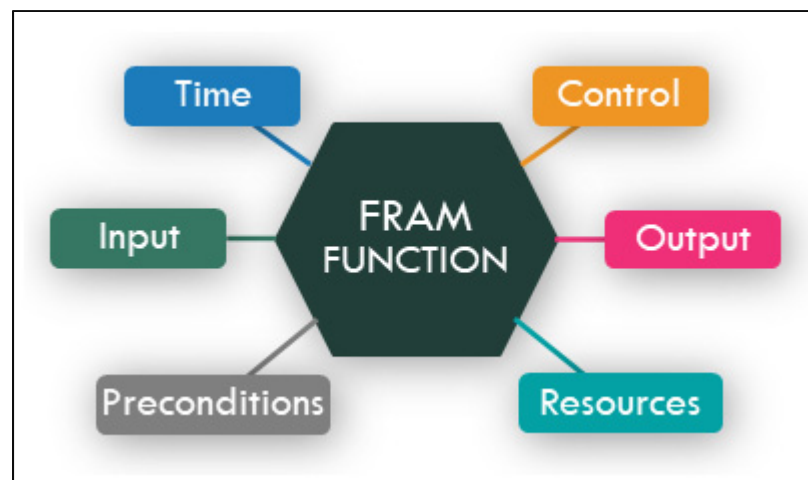 Time
Control
Input
FRAM
FUNCTION
Output
Preconditions
Resources